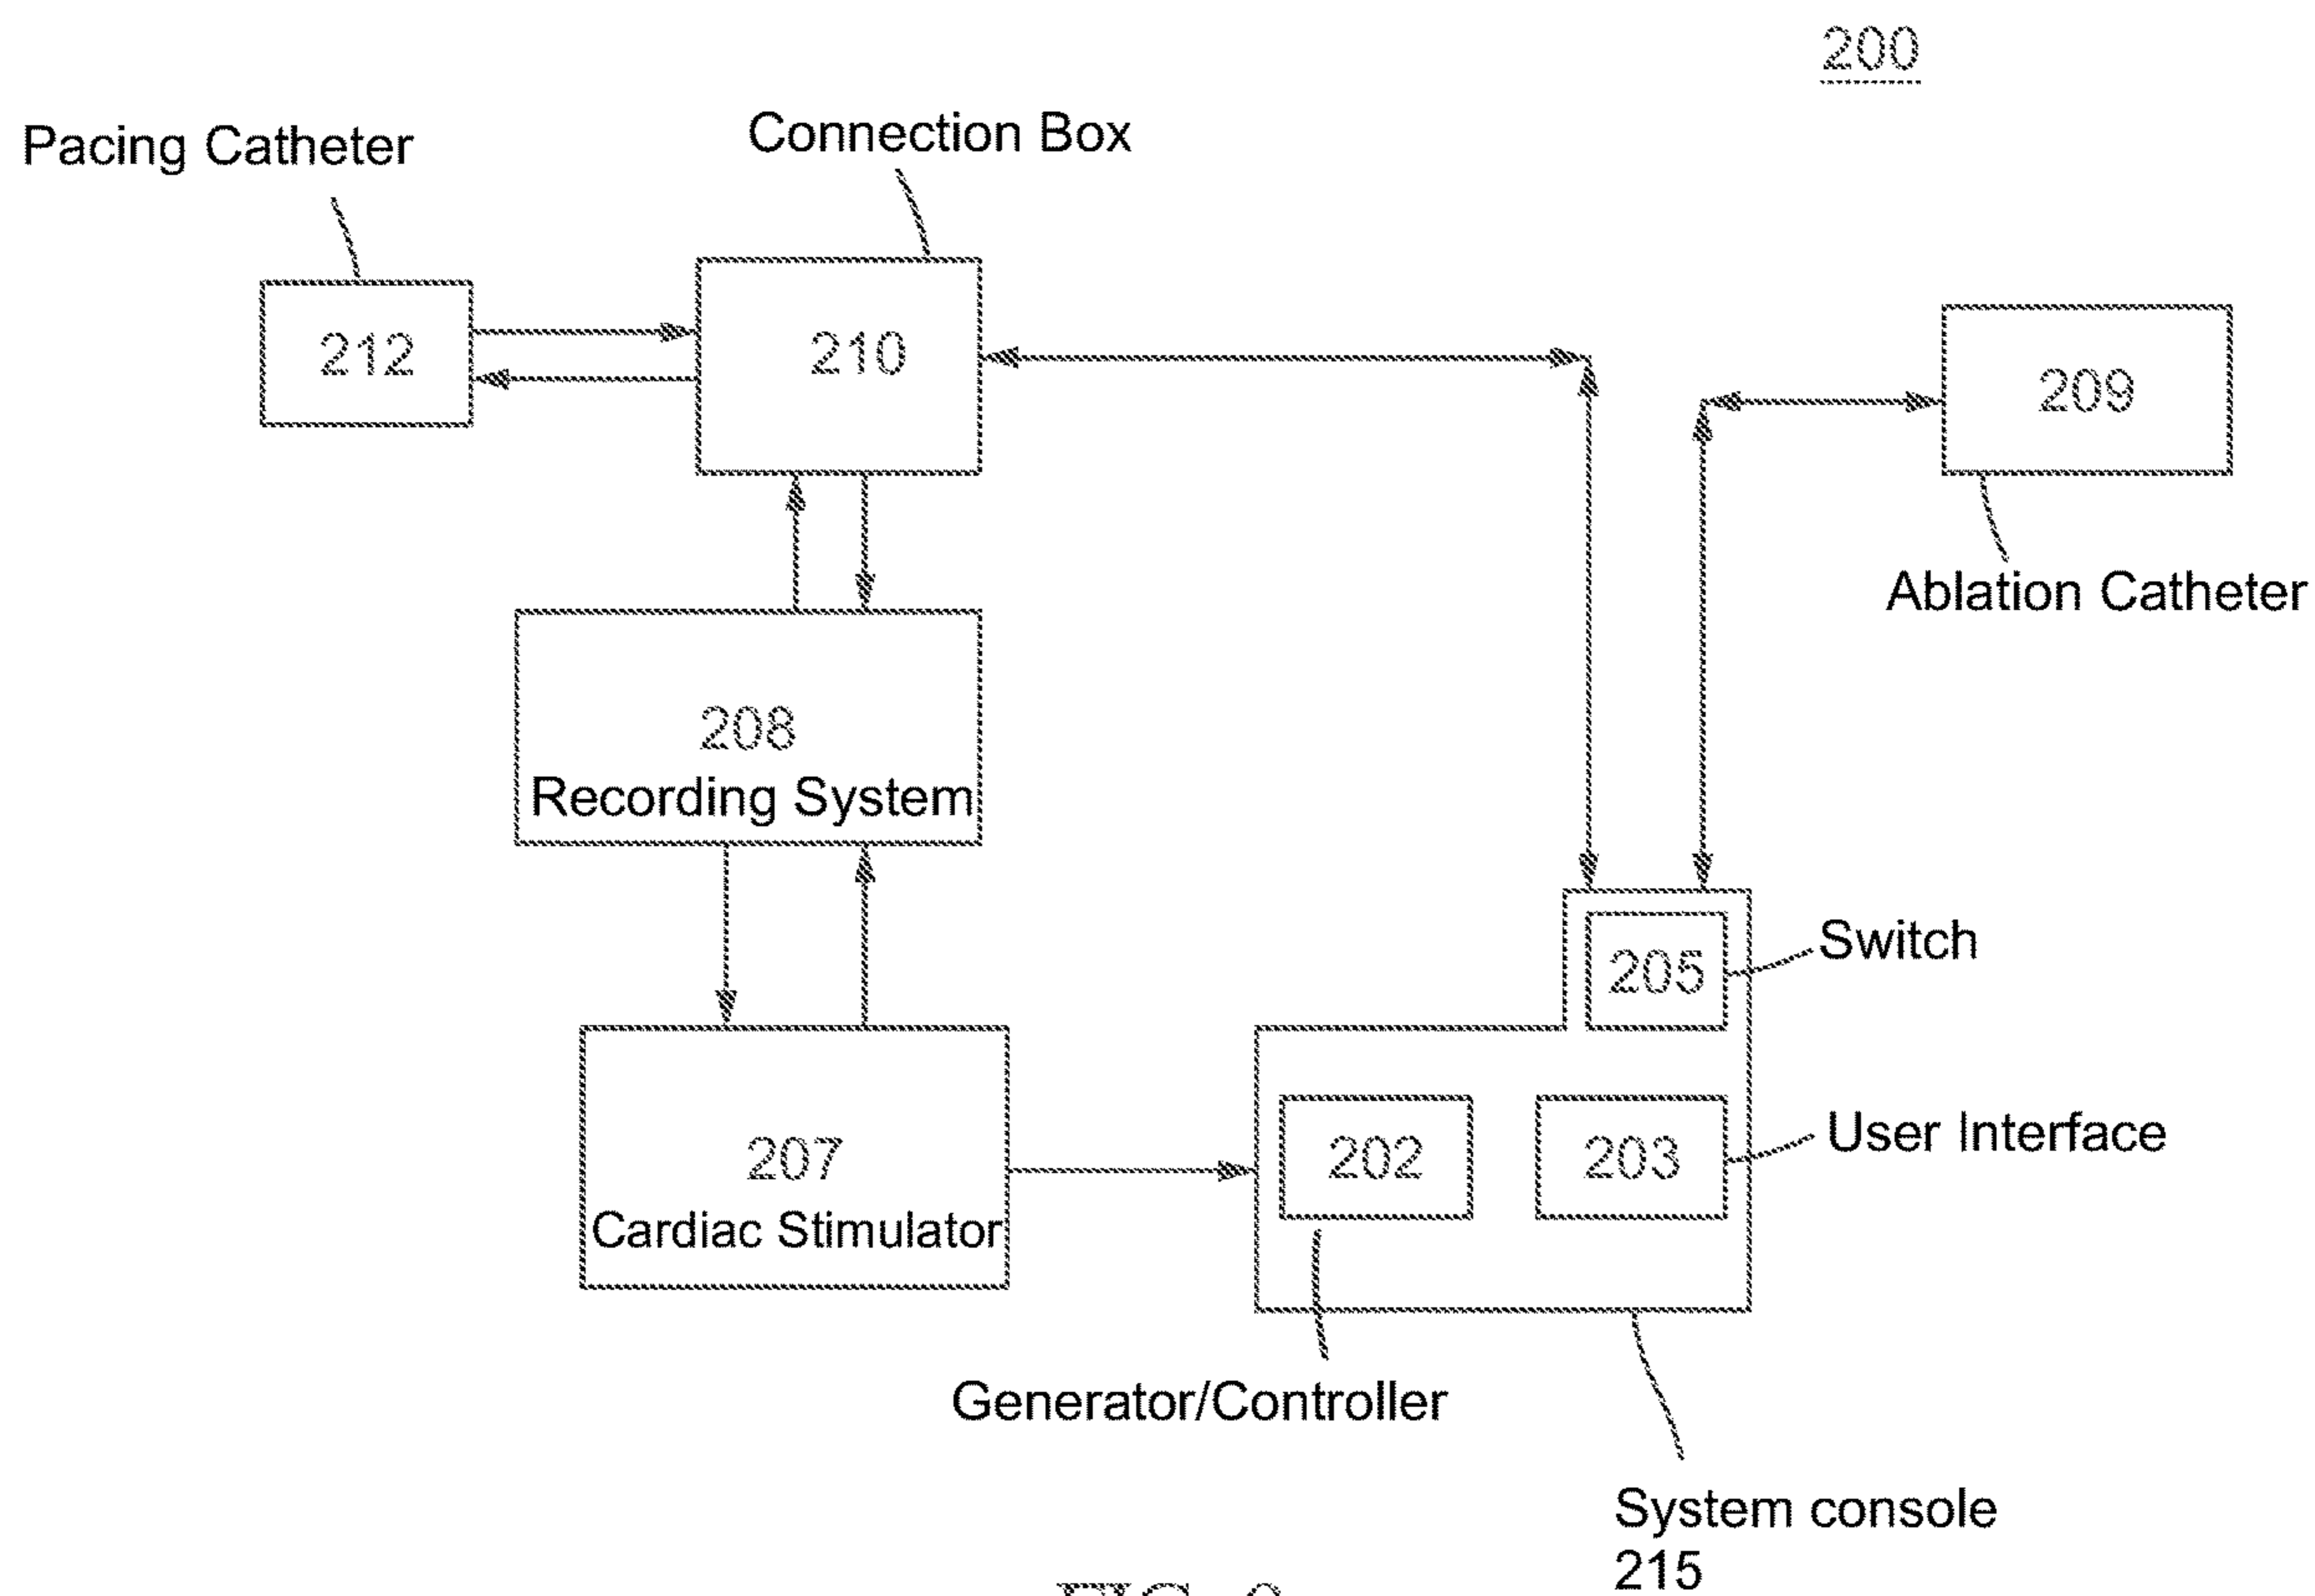 200
Pacing Catheter
Connection Box
212
210
209
Ablation Catheter
208
Recording System
205
Switch
207
Cardiac Stimulator
202
203
User Interface
Generator/Controller
System console
215